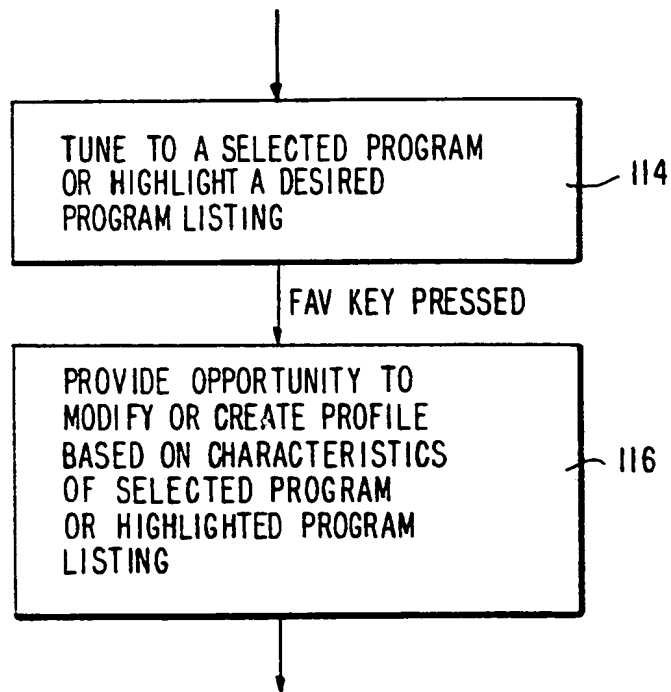 TUNE TO A SELECTED PROGRAM
OR HIGHLIGHT A DESIRED
PROGRAM LISTING
114
FAV KEY PRESSED
PROVIDE OPPORTUNITY TO
MODIFY OR CREATE PROFILE
BASED ON CHARACTERISTICS
OF SELECTED PROGRAM
OR HIGHLIGHTED PROGRAM
LISTING
116